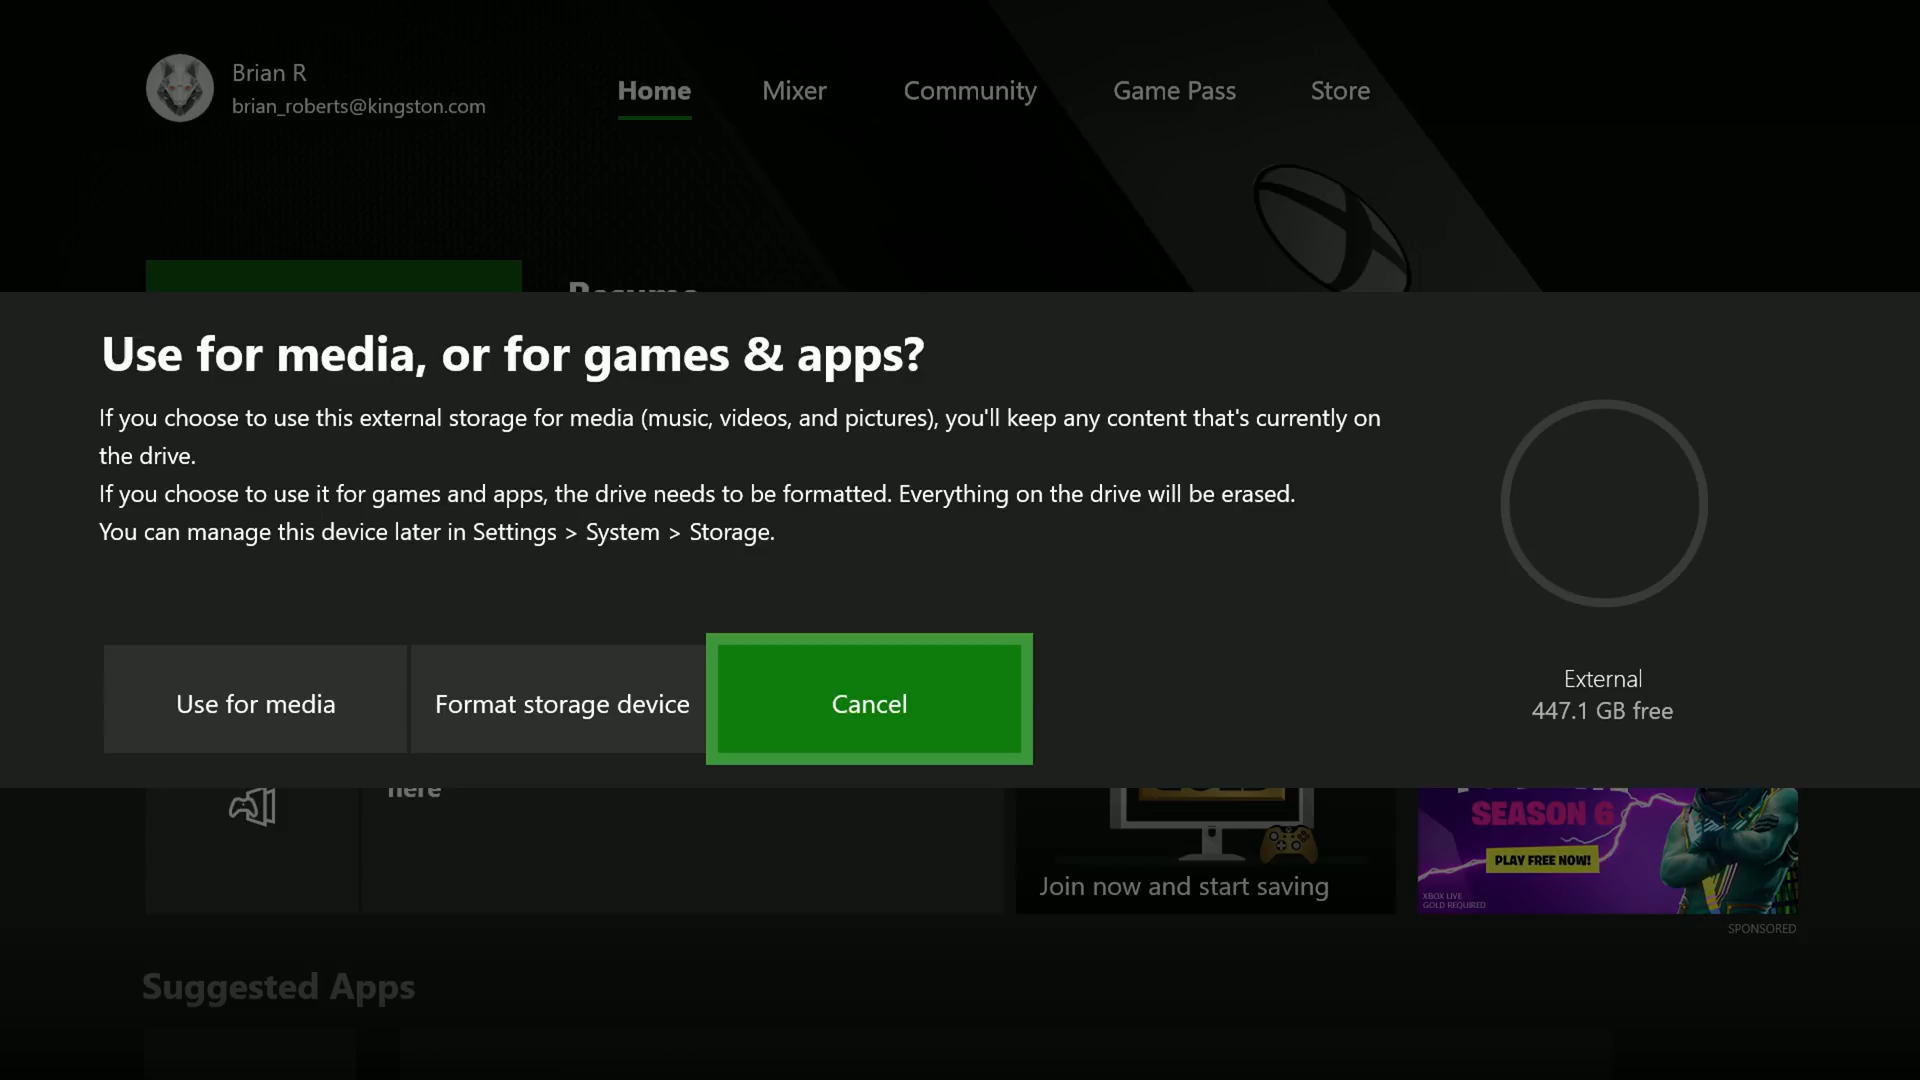 Brian R
brian_roberts@kingston.com
Home
Mixer
Community
Game Pass
Store
Resume
Use for media, or for games & apps?
If you choose to use this external storage for media (music, videos, and pictures), you'll keep any content that's currently on
the drive.
If you choose to use it for games and apps, the drive needs to be formatted. Everything on the drive will be erased.
You can manage this device later in Settings > System > Storage.
Use for media
Format storage device
Cancel
External
447.1 GB free
here
GOLD
Join now and start saving
SEASON 6
PLAY FREE NOW!
XBOX LIVE
GOLD REQUIRED
SPONSORED
Suggested Apps